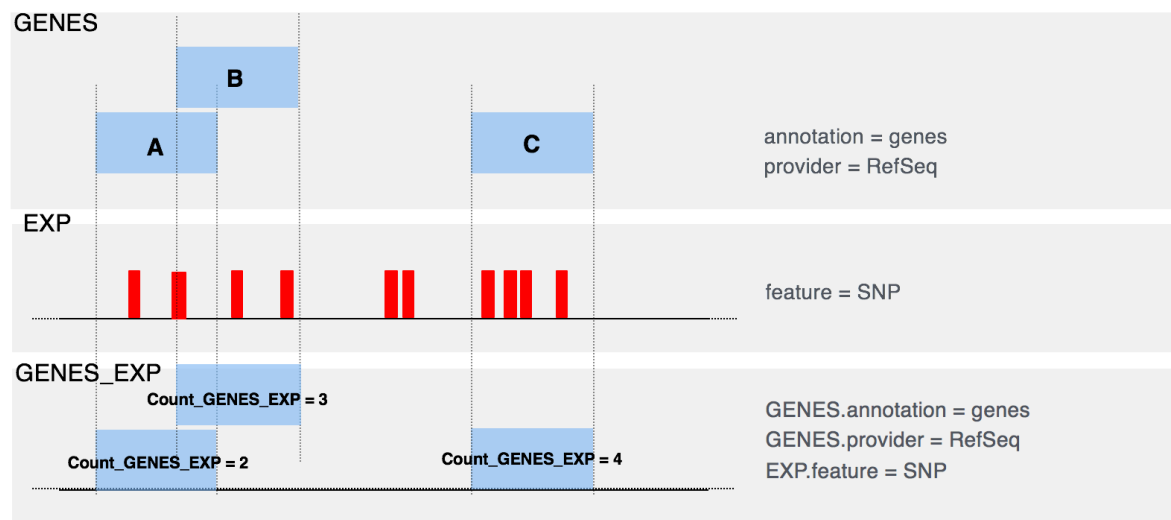 GENES
B
A
C
annotation = genes
provider = RefSeq
EXP
feature = SNP
GENES_EXP
Count_GENES_EXP = 3
Count_GENES_EXP = 2
Count_GENES_EXP = 4
GENES.annotation = genes
GENES.provider = RefSeq
EXP.feature = SNP